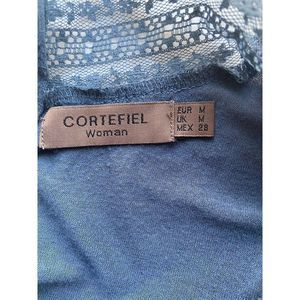 CORTEFIEL
Woman
EUR M
UK M
MEX 28